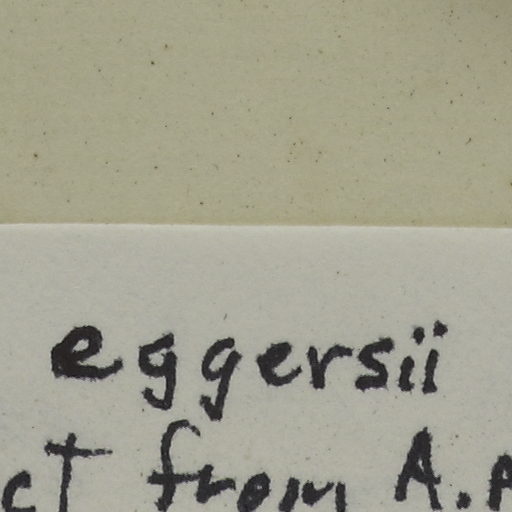 eggersii
ct from A.